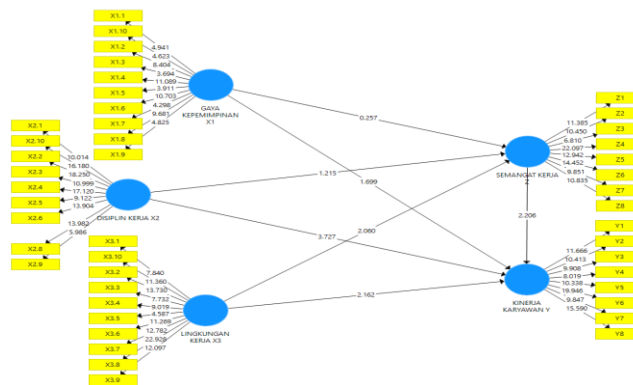 X1.1
X1.10
X1.2
X1.3
X1.4
X1.5
X1.6
X1.7
X1.8
X1.9
4.941
4.623
8.404
3.694
11.089
3.911
10.703
4.298
9.681
4.825
GAYA
KEPEMIMPINAN
X1
X2.1
X2.10
X2.2
X2.3
X2.4
X2.5
X2.6
X2.8
X2.9
10.014
16.180
18.230
10.999
17.120
9.122
13.904
13.982
5.986
DISIPLIN KERJA X2
X3.1
X3.10
X3.2
X3.3
X3.4
X3.5
X3.6
X3.7
X3.8
X3.9
7.840
11.360
13.730
7.732
9.019
4.587
11.269
12.782
22.928
12.097
LINGKUNGAN
KERJA X3
0.257
1.699
1.215
3.727
2.060
2.162
2.206
SEMANGAT KERJA
Z1
Z2
Z3
Z4
Z5
Z6
Z7
Z8
11.385
10.450
6.810
22.097
12.942
14.452
9.851
10.835
KINERJA
KARYAWAN Y
Y1
Y2
Y3
Y4
Y5
Y6
Y7
Y8
11.666
10.413
9.908
8.019
10.338
19.946
9.847
15.590